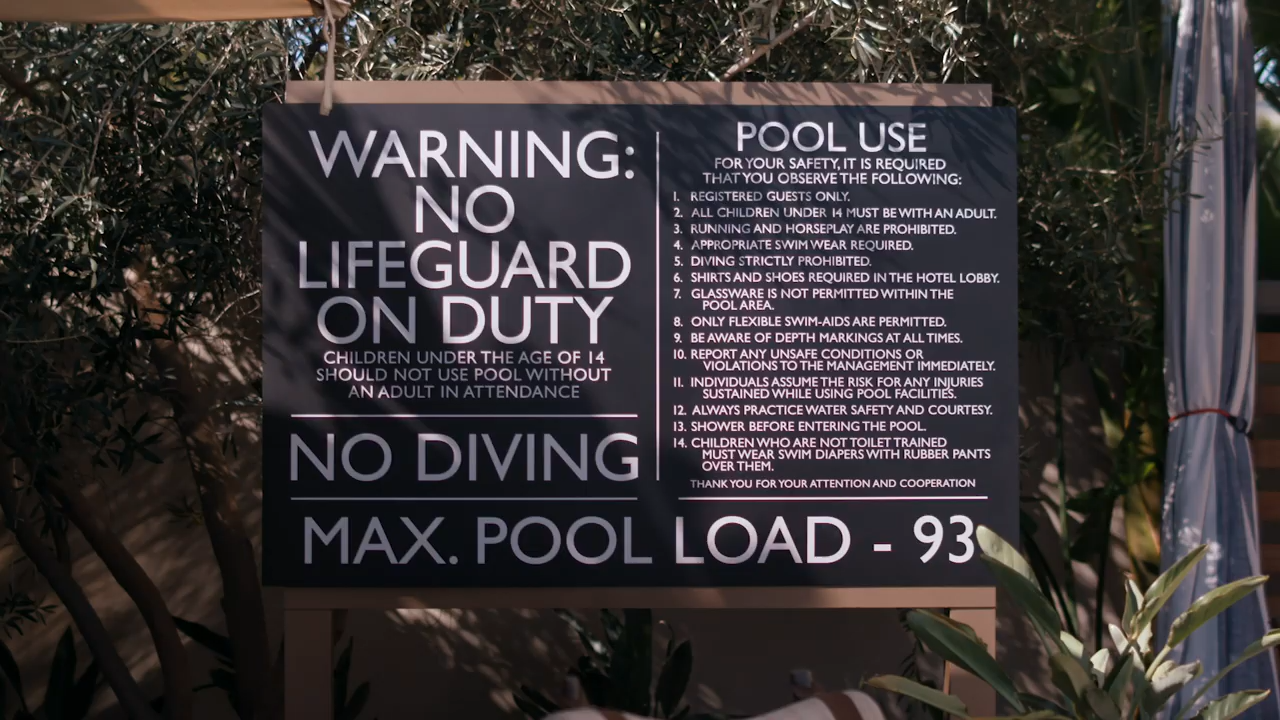 WARNING:
NO
LIFEGUARD
ON DUTY
CHILDREN UNDER THE AGE OF 14
SHOULD NOT USE POOL WITHOUT
AN ADULT IN ATTENDANCE
NO DIVING
POOL USE
FOR YOUR SAFETY, IT IS REQUIRED
THAT YOU OBSERVE THE FOLLOWING:
1. REGISTERED GUESTS ONLY.
2. ALL CHILDREN UNDER 14 MUST BE WITH AN ADULT.
3. RUNNING AND HORSEPLAY ARE PROHIBITED.
4. APPROPRIATE SWIM WEAR REQUIRED.
5. DIVING STRICTLY PROHIBITED.
6. SHIRTS AND SHOES REQUIRED IN THE HOTEL LOBBY.
7. GLASSWARE IS NOT PERMITTED WITHIN THE
POOL AREA.
8. ONLY FLEXIBLE SWIM-AIDS ARE PERMITTED.
9. BE AWARE OF DEPTH MARKINGS AT ALL TIMES.
10. REPORT ANY UNSAFE CONDITIONS OR
VIOLATIONS TO THE MANAGEMENT IMMEDIATELY.
11. INDIVIDUALS ASSUME THE RISK FOR ANY INJURIES
SUSTAINED WHILE USING POOL FACILITIES.
12. ALWAYS PRACTICE WATER SAFETY AND COURTESY.
13. SHOWER BEFORE ENTERING THE POOL.
14. CHILDREN WHO ARE NOT TOILET TRAINED
MUST WEAR SWIM DIAPERS WITH RUBBER PANTS
OVER THEM.
THANK YOU FOR YOUR ATTENTION AND COOPERATION
MAX. POOL LOAD - 93